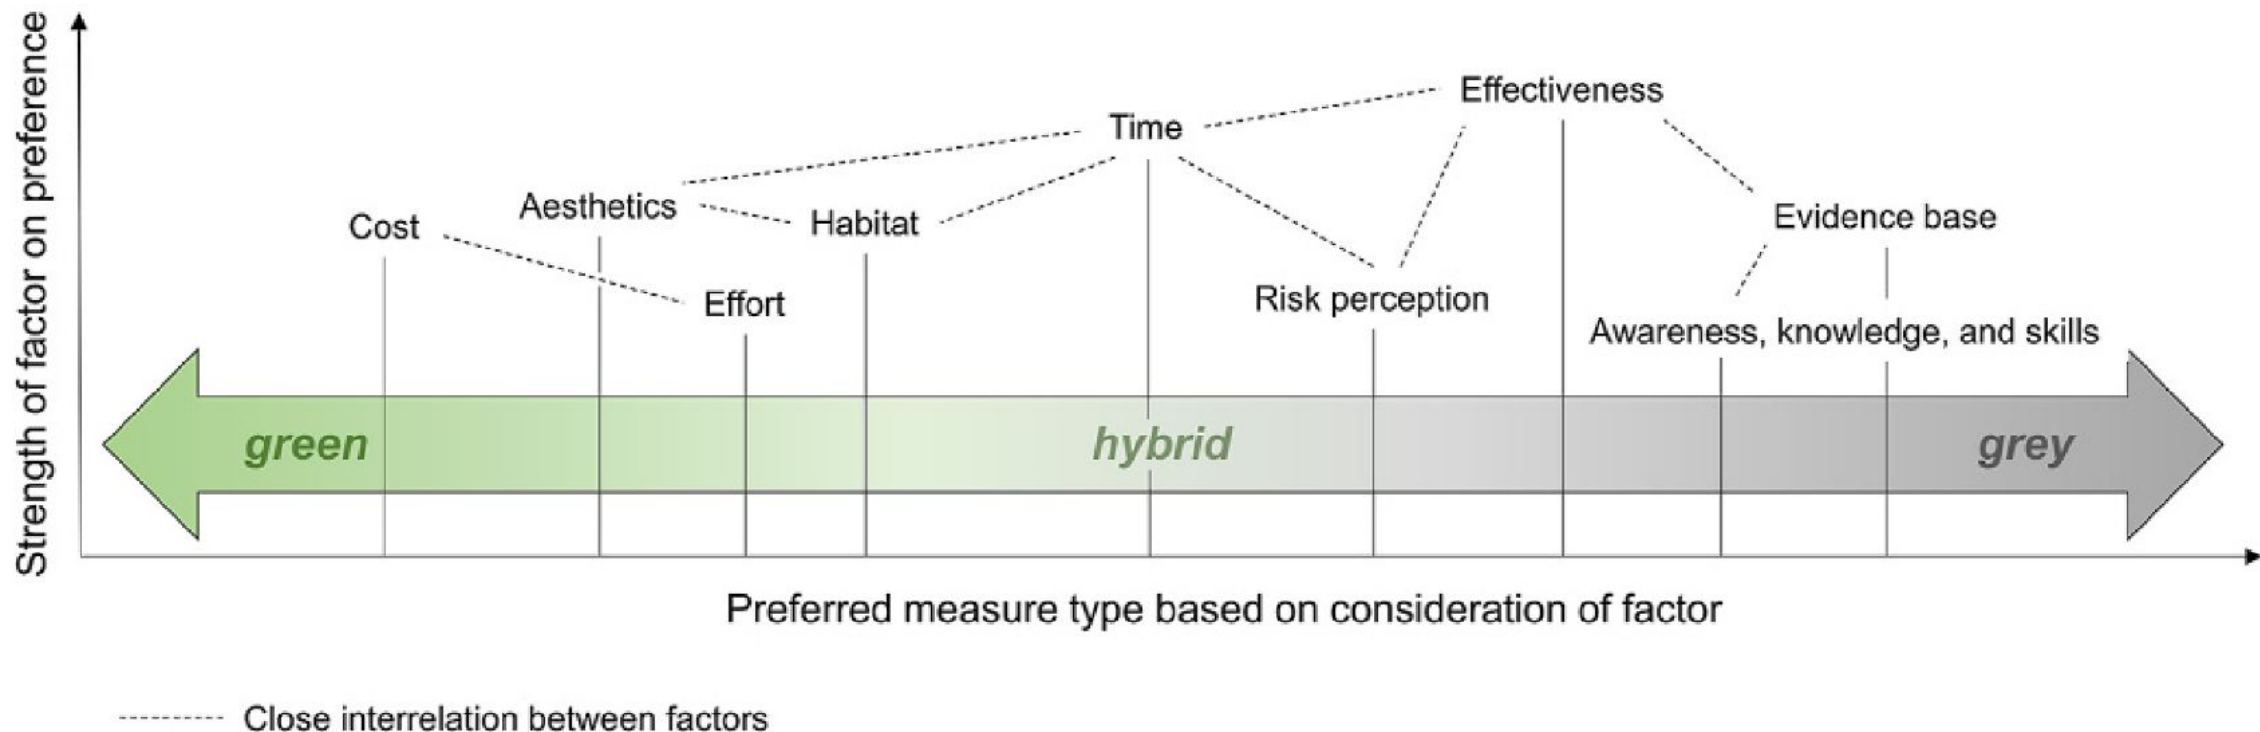 Strength of factor on preference
Effectiveness
Time
Aesthetics
Habitat
Cost
Evidence base
Effort
Risk perception
Awareness, knowledge, and skills
green
hybrid
grey
Preferred measure type based on consideration of factor
Close interrelation between factors